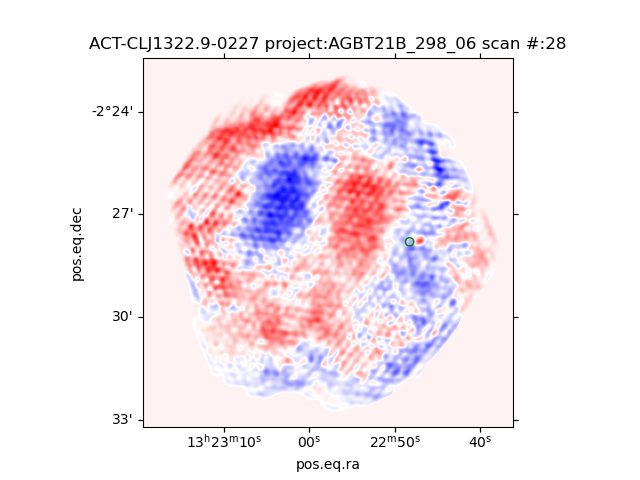 ACT-CLJ1322.9-0227 project:AGBT21B_298_06 scan #:28
-2°24'
27'
30'
33'
pos.eq.dec
13ʰ23ᵐ10ˢ 00ˢ 22ᵐ50ˢ 40ˢ
pos.eq.ra